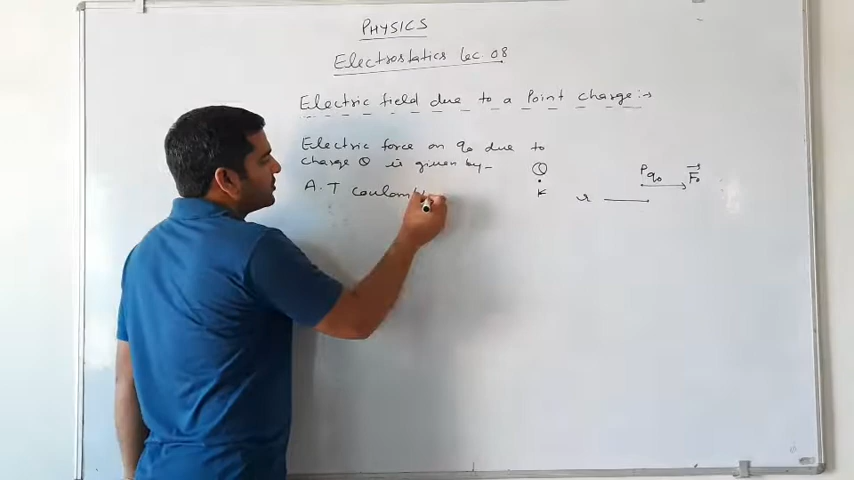 PHYSICS
Electrostatics Lec 08
Electric field due to a Point charge :→
Electric force on q₀ due to
charge Q is given by -
A.T Coulomb
Q
K
r
P q₀ F₀